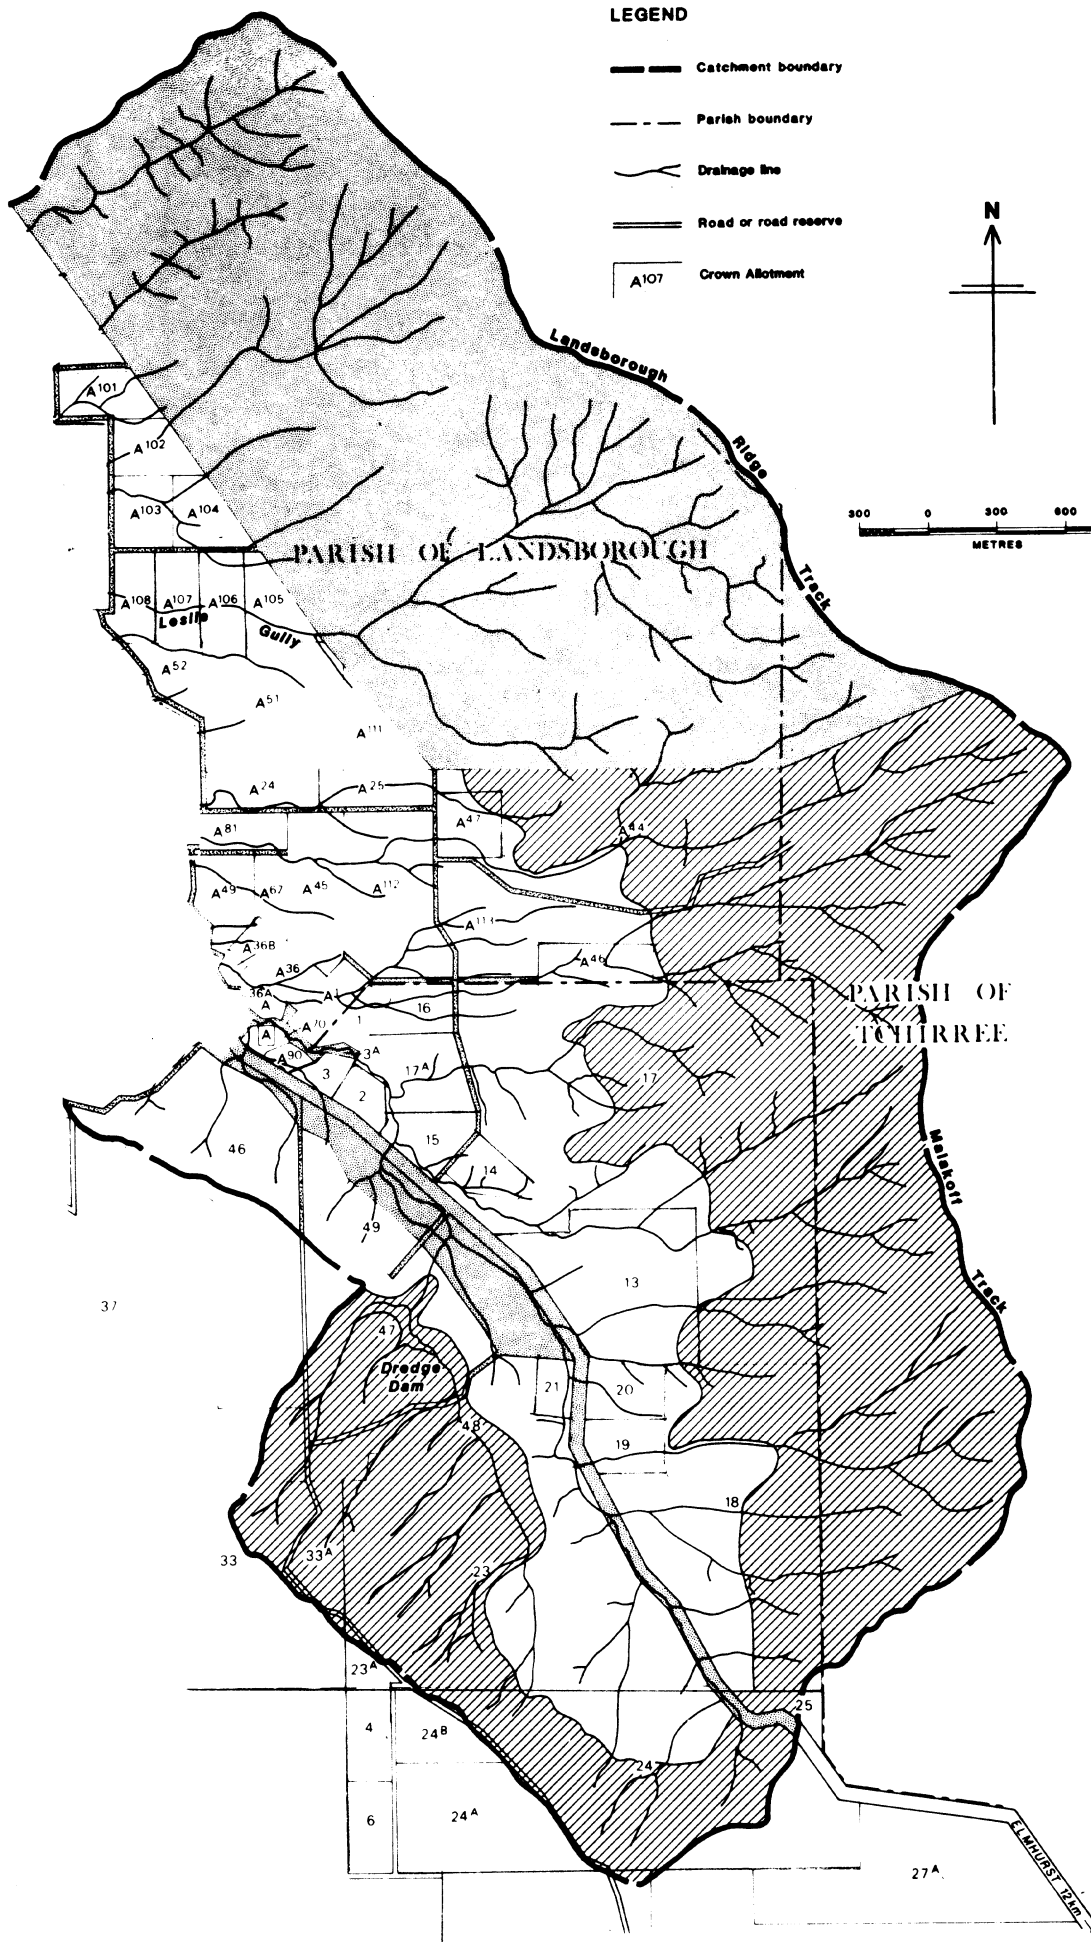 LEGEND
Catchment boundary
Parish boundary
Drainage line
Road or road reserve
A107
Crown Allotment
N
300 0 300 600
METRES
Landsborough
Ridge
Track
A101
A102
A103
A104
PARISH OF LANDSBOROUGH
A108
A107
A106
A105
Leslie
Gully
A52
A51
A111
A24
A25
A81
A47
A44
A49
A67
A45
A112
A113
A36B
A36
A46
36A
A
A1
16
PARISH OF
TCHIRREE
A
A70
1
A90
3
3A
17A
17
2
46
15
14
Malakoff
Track
49
13
37
47
Dredge
Dam
21
20
48
19
18
33
33A
23
23A
25
4
24B
24
6
24A
27A
ELMHURST 12km